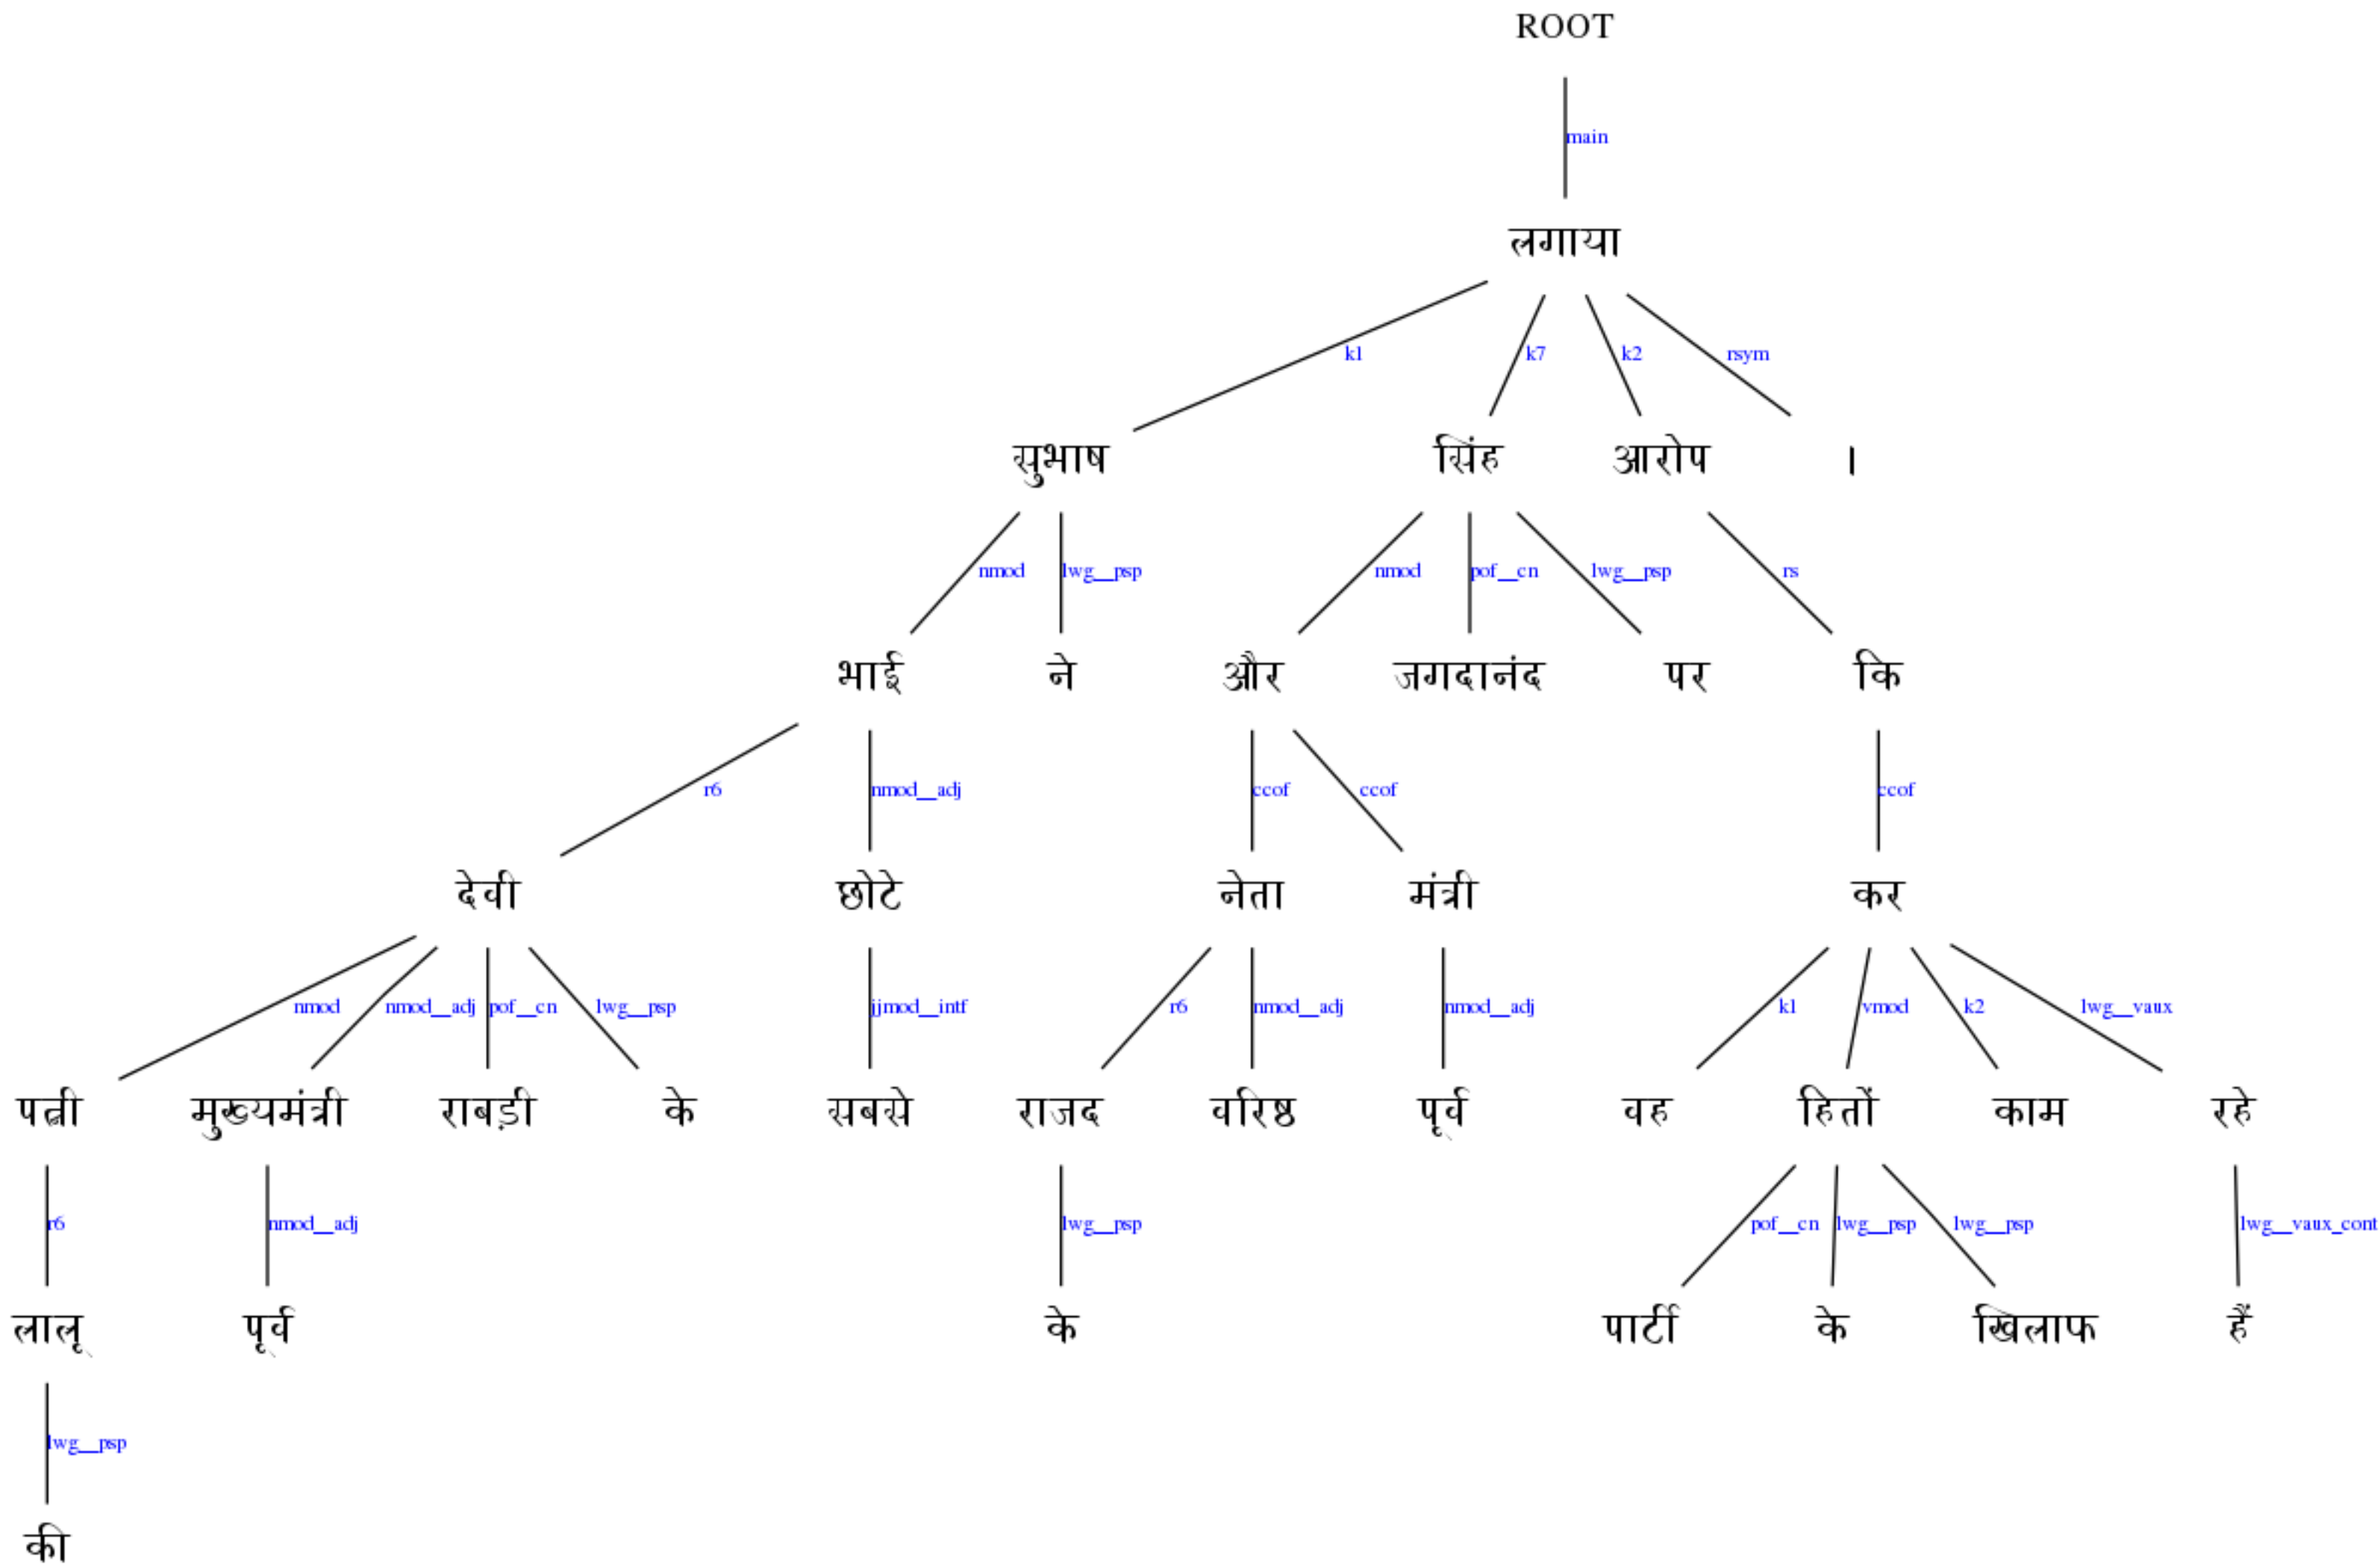 ROOT
main
लगाया
k1 k7 k2 rsym
सुभाष सिंह आरोप ।
nmod lwg__psp nmod pof__cn lwg__psp rs
भाई ने और जगदानंद पर कि
r6 nmod__adj ccof ccof ccof
देवी छोटे नेता मंत्री कर
nmod nmod__adj pof__cn lwg__psp jjmod__intf r6 nmod__adj nmod__adj k1 vmod k2 lwg__vaux
पत्नी मुख्यमंत्री राबड़ी के सबसे राजद वरिष्ठ पूर्व वह हितों काम रहे
r6 nmod__adj lwg__psp pof__cn lwg__psp lwg__psp lwg__vaux_cont
लालू पूर्व के पार्टी के खिलाफ हैं
lwg__psp
की